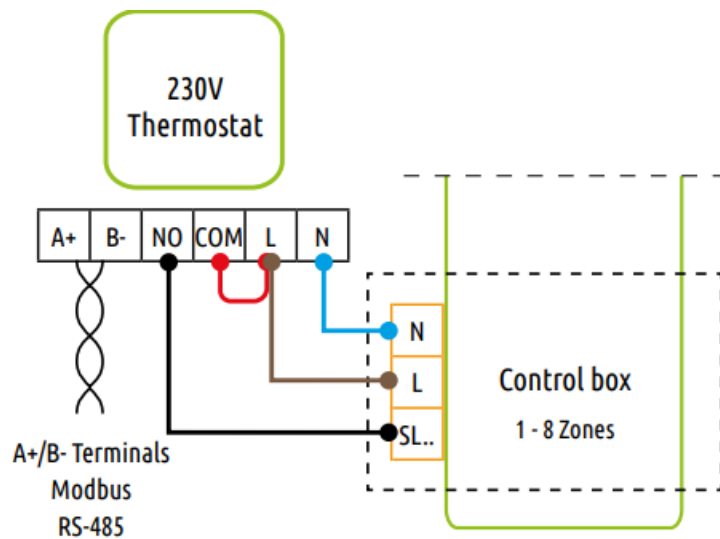 230V
Thermostat
A+ B- NO COM L N
N
L
SL..
Control box
1 - 8 Zones
A+/B- Terminals
Modbus
RS-485